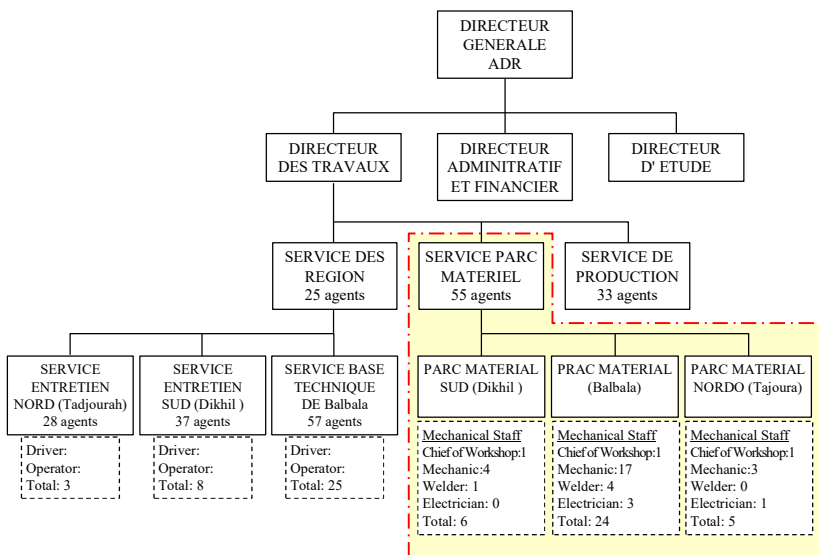 DIRECTEUR
GENERALE
ADR
DIRECTEUR
DES TRAVAUX
DIRECTEUR
ADMINITRATIF
ET FINANCIER
DIRECTEUR
D' ETUDE
SERVICE DES
REGION
25 agents
SERVICE PARC
MATERIEL
55 agents
SERVICE DE
PRODUCTION
33 agents
SERVICE
ENTRETIEN
NORD (Tadjourah)
28 agents
SERVICE
ENTRETIEN
SUD (Dikhil )
37 agents
SERVICE BASE
TECHNIQUE
DE Balbala
57 agents
PARC MATERIAL
SUD (Dikhil )
PRAC MATERIAL
(Balbala)
PARC MATERIAL
NORDO (Tajoura)
Driver:
Operator:
Total: 3
Driver:
Operator:
Total: 8
Driver:
Operator:
Total: 25
Mechanical Staff
Chief of Workshop:1
Mechanic:4
Welder: 1
Electrician: 0
Total: 6
Mechanical Staff
Chief of Workshop:1
Mechanic:17
Welder: 4
Electrician: 3
Total: 24
Mechanical Staff
Chief of Workshop:1
Mechanic:3
Welder: 0
Electrician: 1
Total: 5